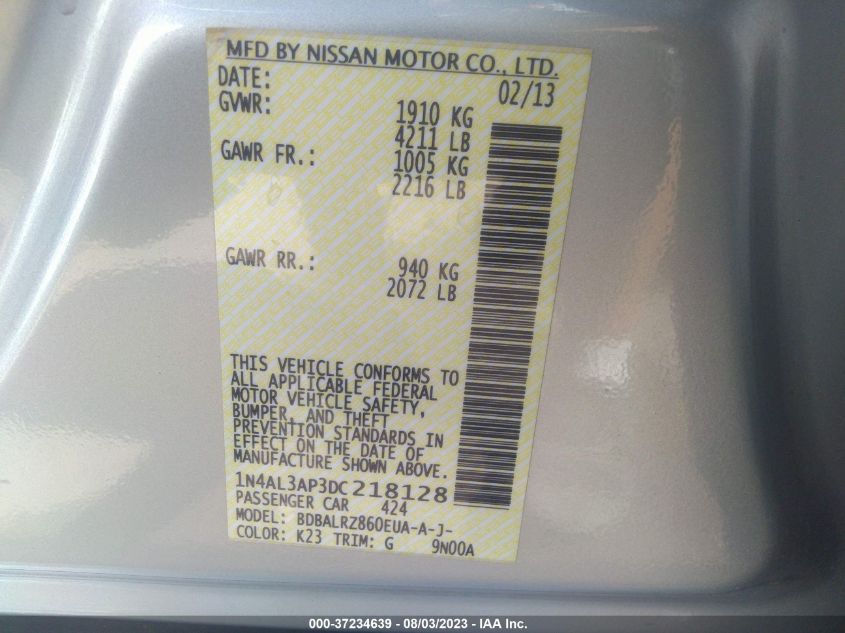 MFD BY NISSAN MOTOR CO., LTD.
DATE: 02/13
GVWR: 1910 KG
4211 LB
GAWR FR.: 1005 KG
2216 LB
GAWR RR.: 940 KG
2072 LB
THIS VEHICLE CONFORMS TO
ALL APPLICABLE FEDERAL
MOTOR VEHICLE SAFETY,
BUMPER, AND THEFT
PREVENTION STANDARDS IN
EFFECT ON THE DATE OF
MANUFACTURE SHOWN ABOVE.
1N4AL3AP3DC218128
PASSENGER CAR 424
MODEL: BDBALRZ860EUA-A-J-
COLOR: K23 TRIM: G 9N00A
000-37234639 - 08/03/2023 - IAA Inc.